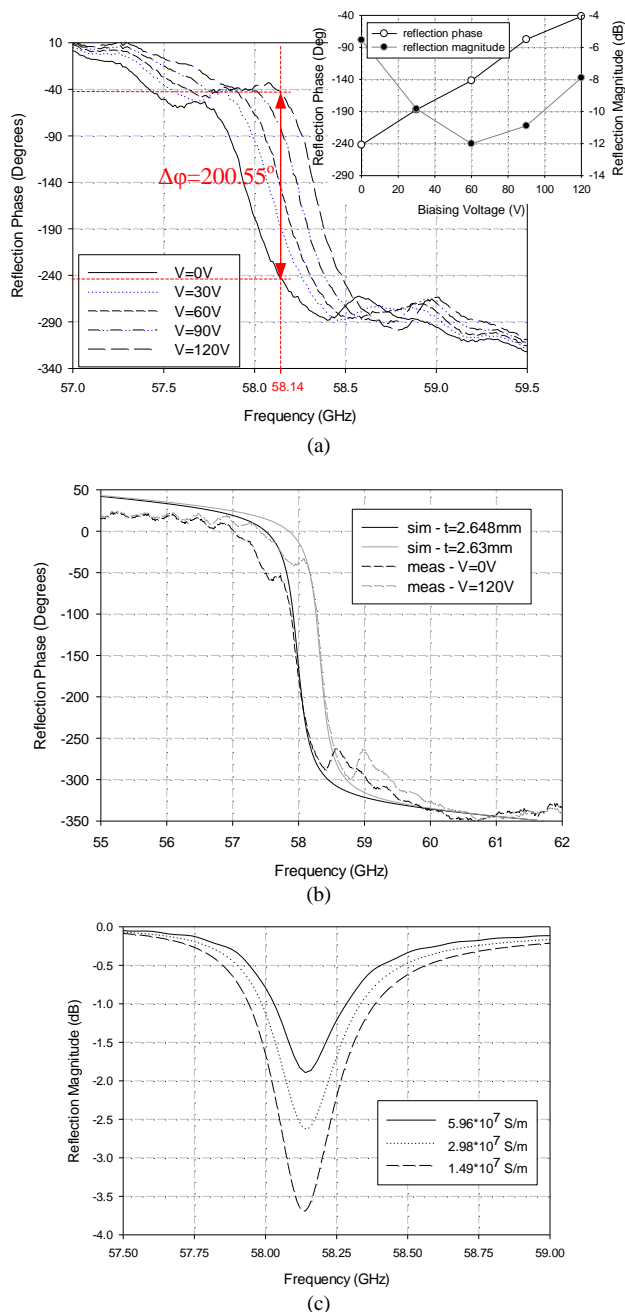 10
-40
-90
-140
-190
-240
-290
-340
Reflection Phase (Degrees)
Δφ=200.55°
V=0V
V=30V
V=60V
V=90V
V=120V
57.0 57.5 58.0 58.14 58.5 59.0 59.5
Frequency (GHz)
-40
-90
-140
-190
-240
-290
Reflection Phase (Deg)
reflection phase
reflection magnitude
-4
-6
-8
-10
-12
-14
Reflection Magnitude (dB)
0 20 40 60 80 100 120
Biasing Voltage (V)
(a)
50
0
-50
-100
-150
-200
-250
-300
-350
Reflection Phase (Degrees)
sim - t=2.648mm
sim - t=2.63mm
meas - V=0V
meas - V=120V
55 56 57 58 59 60 61 62
Frequency (GHz)
(b)
0.0
-0.5
-1.0
-1.5
-2.0
-2.5
-3.0
-3.5
-4.0
Reflection Magnitude (dB)
5.96*10⁷ S/m
2.98*10⁷ S/m
1.49*10⁷ S/m
57.50 57.75 58.00 58.25 58.50 58.75 59.00
Frequency (GHz)
(c)